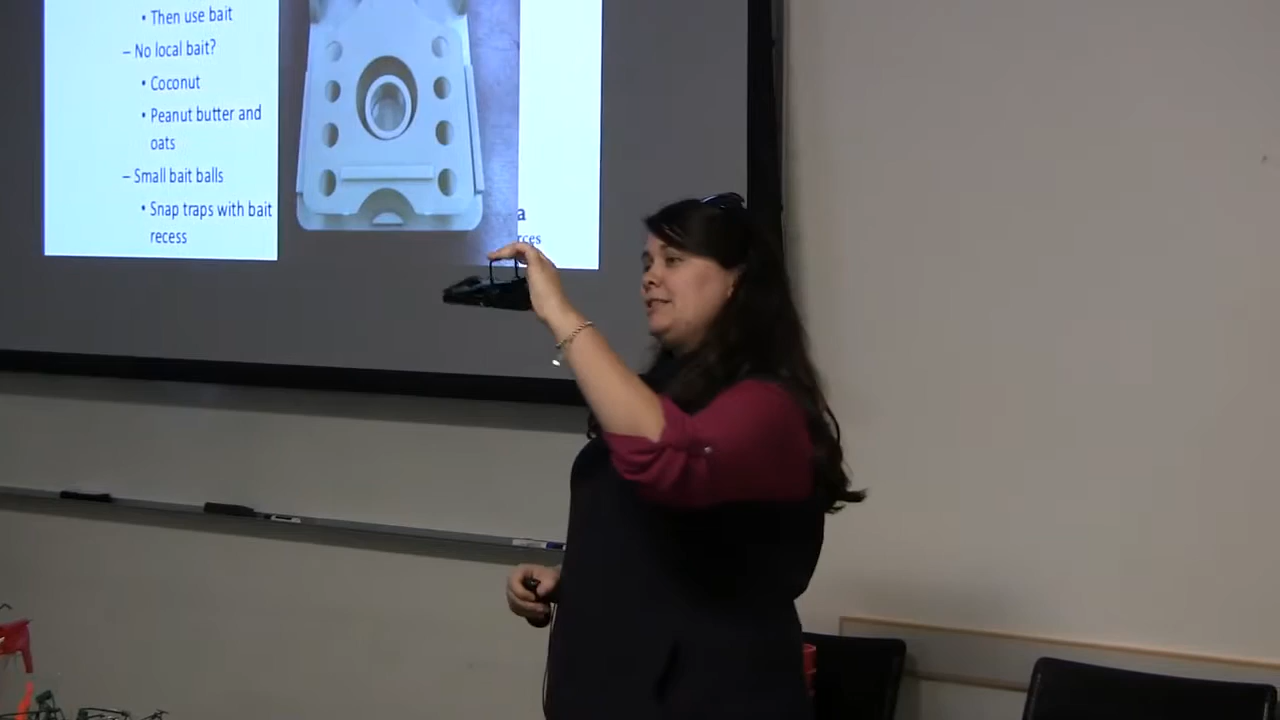 • Then use bait
– No local bait?
• Coconut
• Peanut butter and
oats
– Small bait balls
• Snap traps with bait
recess
a
rces